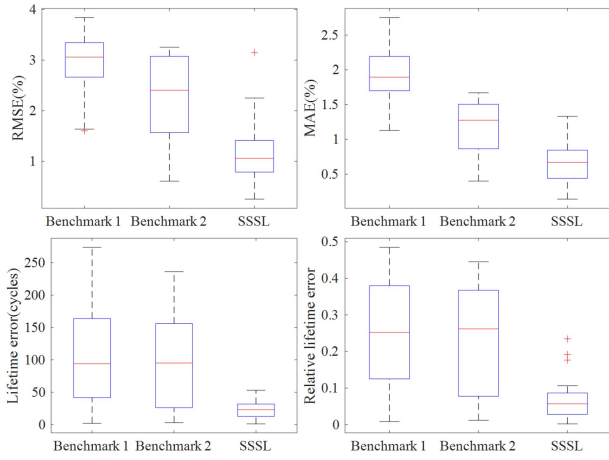 4
3
2
1
RMSE(%)
Benchmark 1 Benchmark 2 SSSL
2.5
2
1.5
1
0.5
MAE(%)
Benchmark 1 Benchmark 2 SSSL
250
200
150
100
50
0
Lifetime error(cycles)
Benchmark 1 Benchmark 2 SSSL
0.5
0.4
0.3
0.2
0.1
0
Relative lifetime error
Benchmark 1 Benchmark 2 SSSL